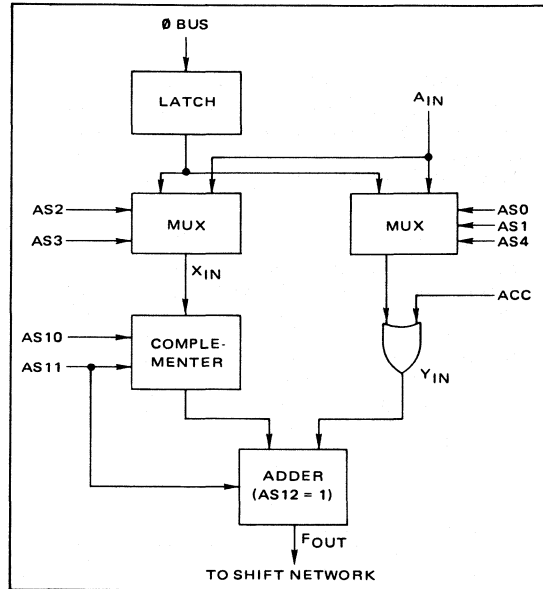 Ø BUS
LATCH
AIN
AS2
AS3
MUX
MUX
AS0
AS1
AS4
XIN
ACC
AS10
AS11
COMPLE-
MENTER
YIN
ADDER
(AS12 = 1)
FOUT
TO SHIFT NETWORK